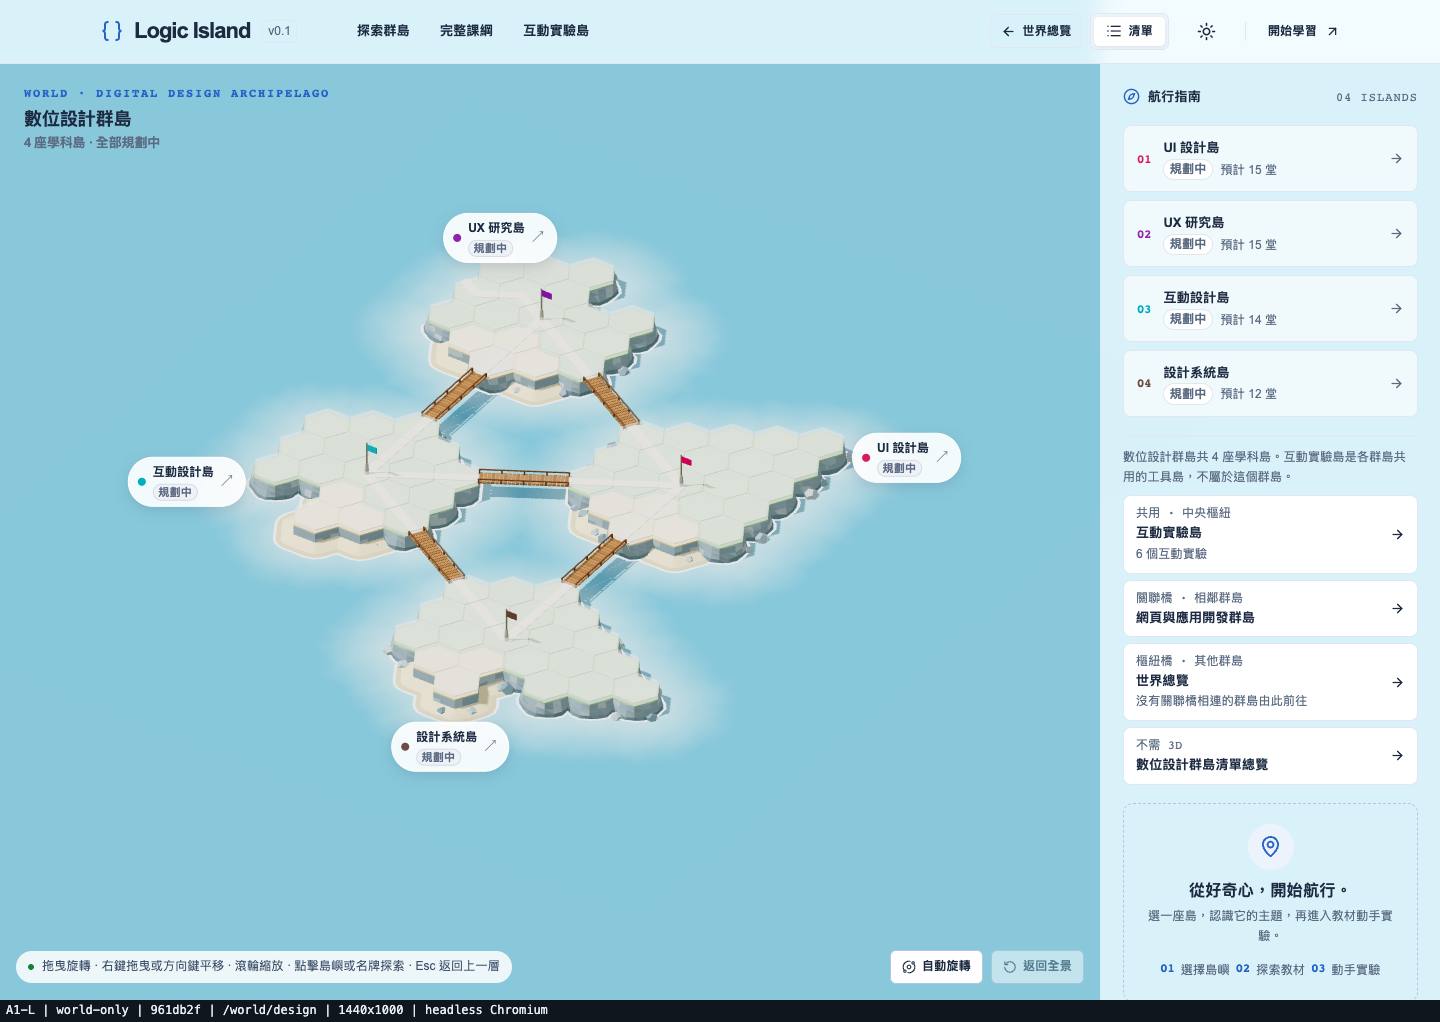 Logic Island v0.1 探索群島 完整課綱 互動實驗島 世界總覽 清單 開始學習
WORLD · DIGITAL DESIGN ARCHIPELAGO
數位設計群島
4 座學科島 · 全部規劃中
UX 研究島
規劃中
UI 設計島
規劃中
互動設計島
規劃中
設計系統島
規劃中
拖曳旋轉 · 右鍵拖曳或方向鍵平移 · 滾輪縮放 · 點擊島嶼或名牌探索 · Esc 返回上一層
自動旋轉
返回全景
航行指南 04 ISLANDS
01 UI 設計島
規劃中 預計 15 堂
02 UX 研究島
規劃中 預計 15 堂
03 互動設計島
規劃中 預計 14 堂
04 設計系統島
規劃中 預計 12 堂
數位設計群島共 4 座學科島。互動實驗島是各群島共
用的工具島，不屬於這個群島。
共用 · 中央樞紐
互動實驗島
6 個互動實驗
關聯橋 · 相鄰群島
網頁與應用開發群島
樞紐橋 · 其他群島
世界總覽
沒有關聯橋相連的群島由此前往
不需 3D
數位設計群島清單總覽
從好奇心，開始航行。
選一座島，認識它的主題，再進入教材動手實
驗。
01 選擇島嶼 02 探索教材 03 動手實驗
A1-L | world-only | 961db2f | /world/design | 1440x1000 | headless Chromium